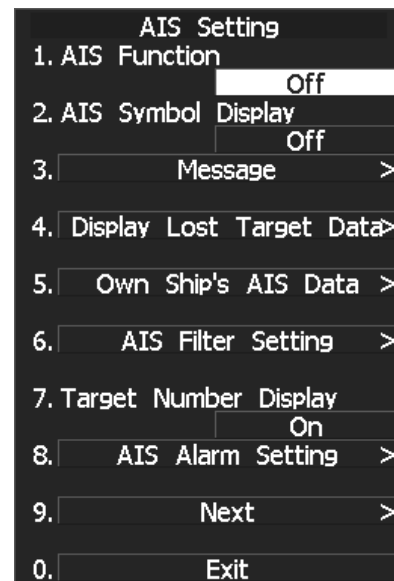 AIS Setting
1. AIS Function
Off
2. AIS Symbol Display
Off
3. Message >
4. Display Lost Target Data>
5. Own Ship's AIS Data >
6. AIS Filter Setting >
7. Target Number Display
On
8. AIS Alarm Setting >
9. Next >
0. Exit